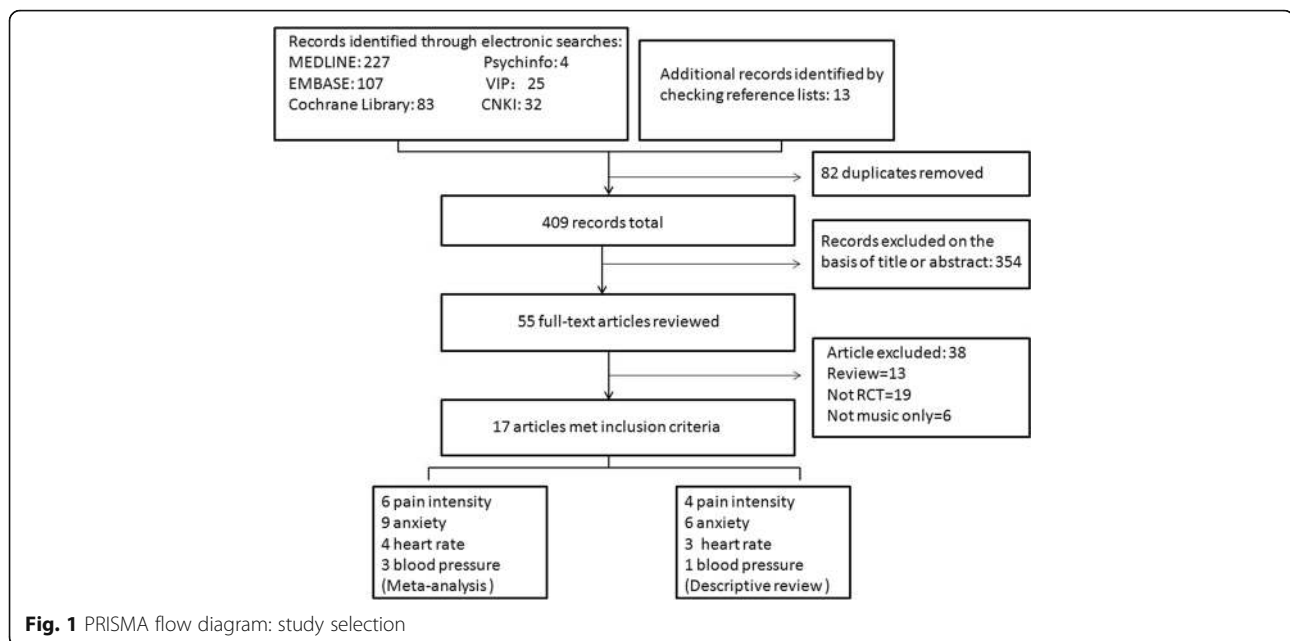 Records identified through electronic searches:
MEDLINE: 227 Psychinfo: 4
EMBASE: 107 VIP： 25
Cochrane Library: 83 CNKI: 32
Additional records identified by
checking reference lists: 13
82 duplicates removed
409 records total
Records excluded on the
basis of title or abstract: 354
55 full-text articles reviewed
Article excluded: 38
Review=13
Not RCT=19
Not music only=6
17 articles met inclusion criteria
6 pain intensity
9 anxiety
4 heart rate
3 blood pressure
(Meta-analysis )
4 pain intensity
6 anxiety
3 heart rate
1 blood pressure
(Descriptive review )
Fig. 1 PRISMA flow diagram: study selection